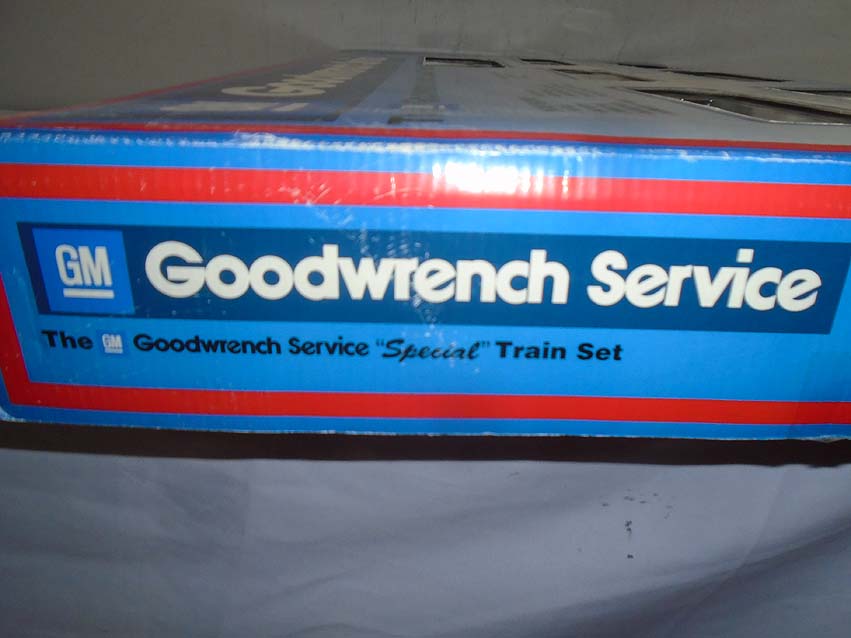 GM Goodwrench Service
The GM Goodwrench Service "Special" Train Set